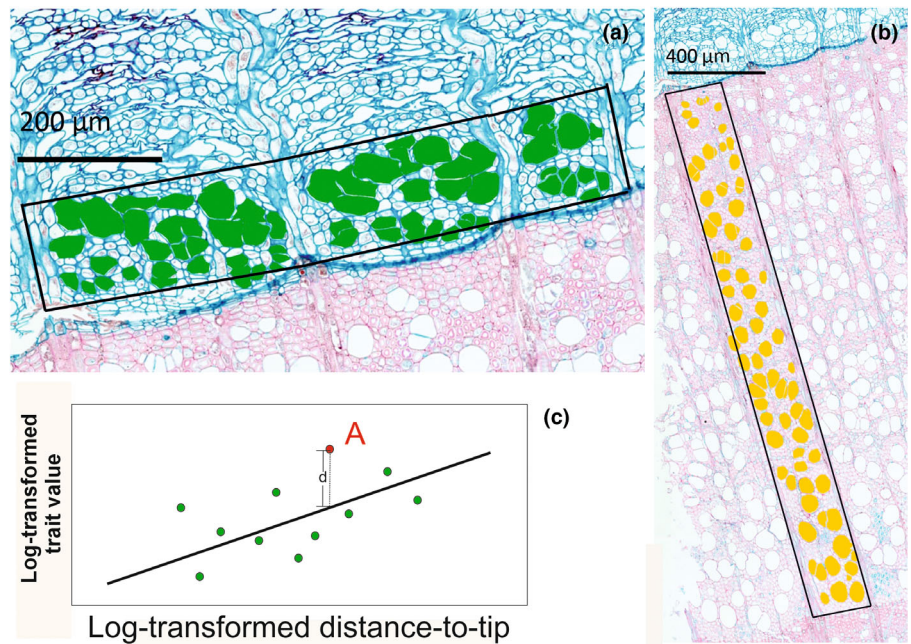 (a)
200 µm
(b)
400 µm
(c)
Log-transformed
trait value
A
d
Log-transformed distance-to-tip